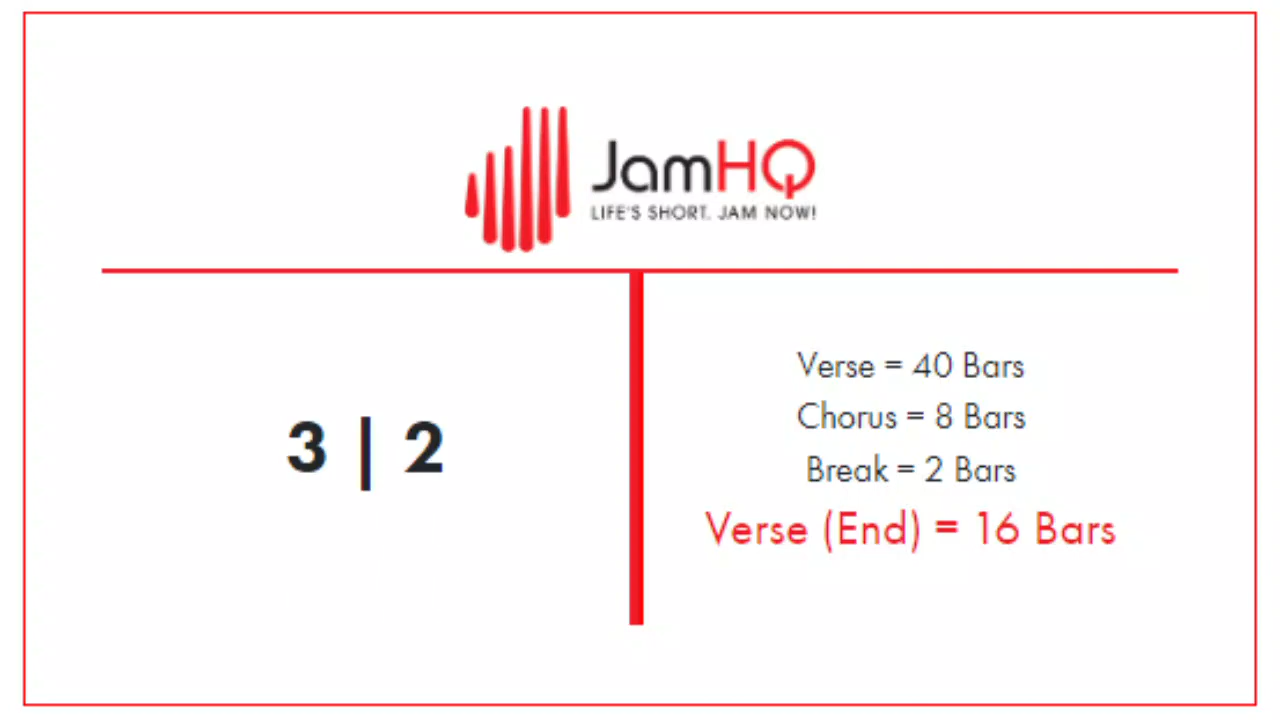 JamHQ
LIFE'S SHORT. JAM NOW!
3 | 2
Verse = 40 Bars
Chorus = 8 Bars
Break = 2 Bars
Verse (End) = 16 Bars